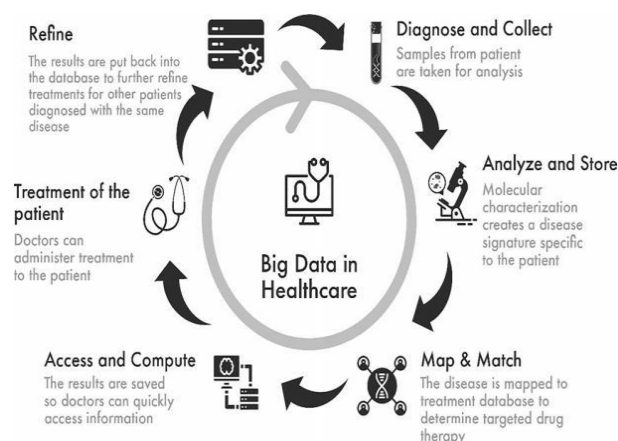 Refine
The results are put back into
the database to further refine
treatments for other patients
diagnosed with the same
disease
Diagnose and Collect
Samples from patient
are taken for analysis
Analyze and Store
Molecular
characterization
creates a disease
signature specific
to the patient
Map & Match
The disease is mapped to
treatment database to
determine targeted drug
therapy
Access and Compute
The results are saved
so doctors can quickly
access information
Treatment of the
patient
Doctors can
administer treatment
to the patient
Big Data in
Healthcare